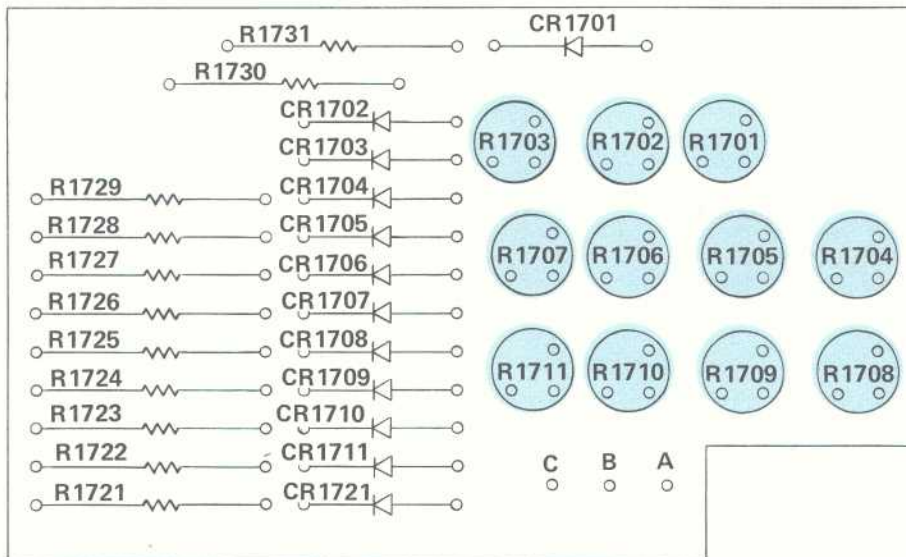 R1731 CR1701
R1730
CR1702
R1703 R1702 R1701
CR1703
R1729 CR1704
R1728 CR1705
R1707 R1706 R1705 R1704
R1727 CR1706
R1726 CR1707
R1725 CR1708
R1711 R1710 R1709 R1708
R1724 CR1709
R1723 CR1710
R1722 CR1711 C B A
R1721 CR1721